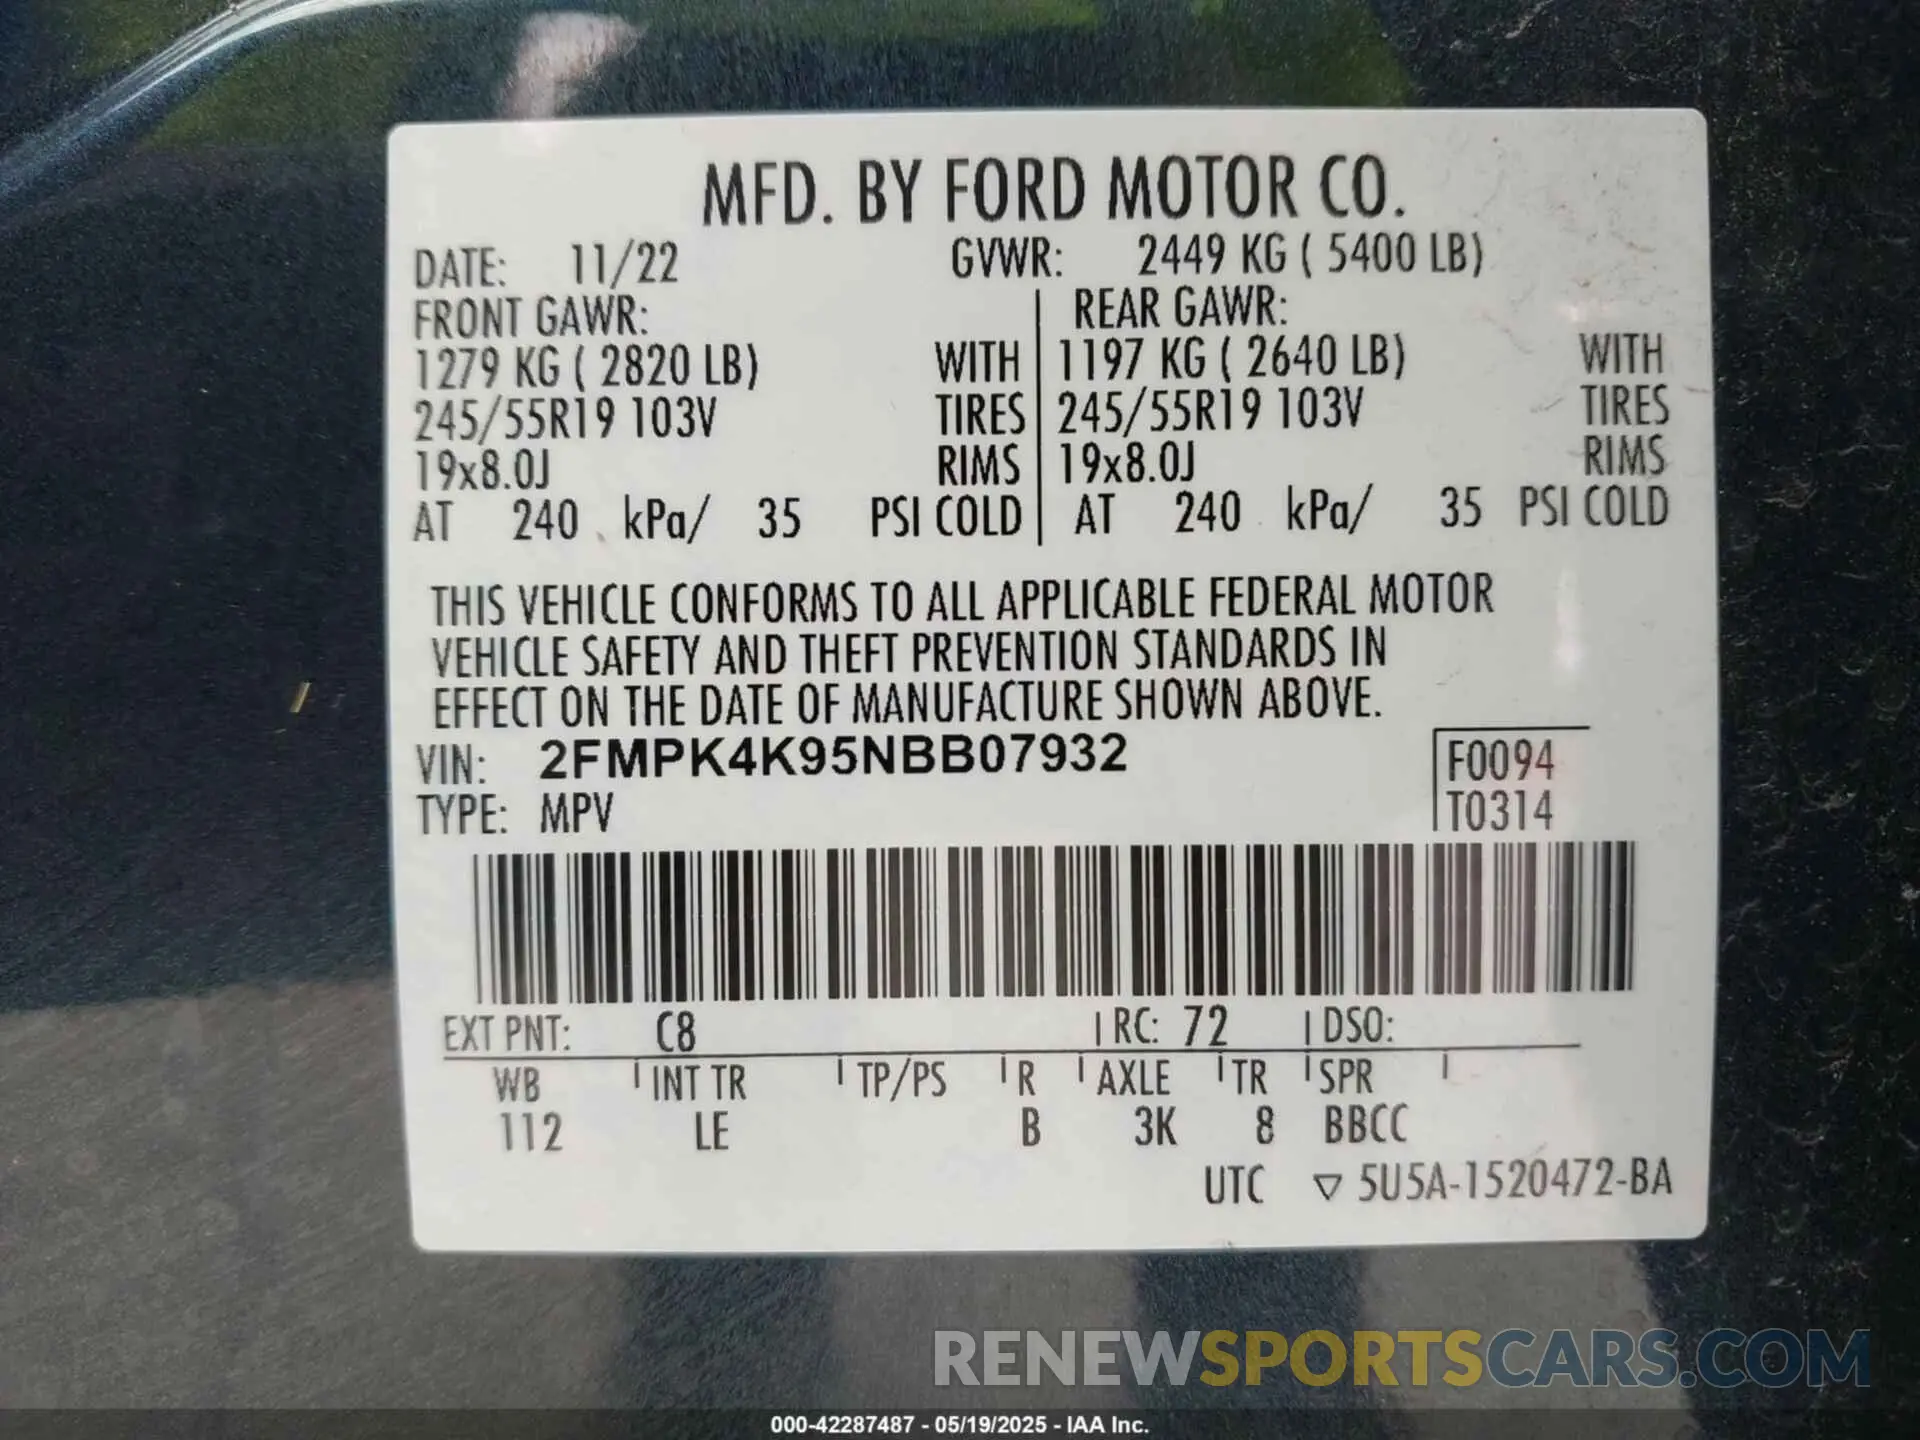 MFD. BY FORD MOTOR CO.
DATE: 11/22 GVWR: 2449 KG ( 5400 LB)
FRONT GAWR: REAR GAWR:
1279 KG ( 2820 LB) WITH 1197 KG ( 2640 LB) WITH
245/55R19 103V TIRES 245/55R19 103V TIRES
19x8.0J RIMS 19x8.0J RIMS
AT 240 kPa/ 35 PSI COLD AT 240 kPa/ 35 PSI COLD
THIS VEHICLE CONFORMS TO ALL APPLICABLE FEDERAL MOTOR
VEHICLE SAFETY AND THEFT PREVENTION STANDARDS IN
EFFECT ON THE DATE OF MANUFACTURE SHOWN ABOVE.
VIN: 2FMPK4K95NBB07932 F0094
TYPE: MPV T0314
EXT PNT: C8 RC: 72 DSO:
WB INT TR TP/PS R AXLE TR SPR
112 LE B 3K 8 BBCC
UTC ▽ 5U5A-1520472-BA
RENEWSPORTSCARS.COM
000-42287487 - 05/19/2025 - IAA Inc.